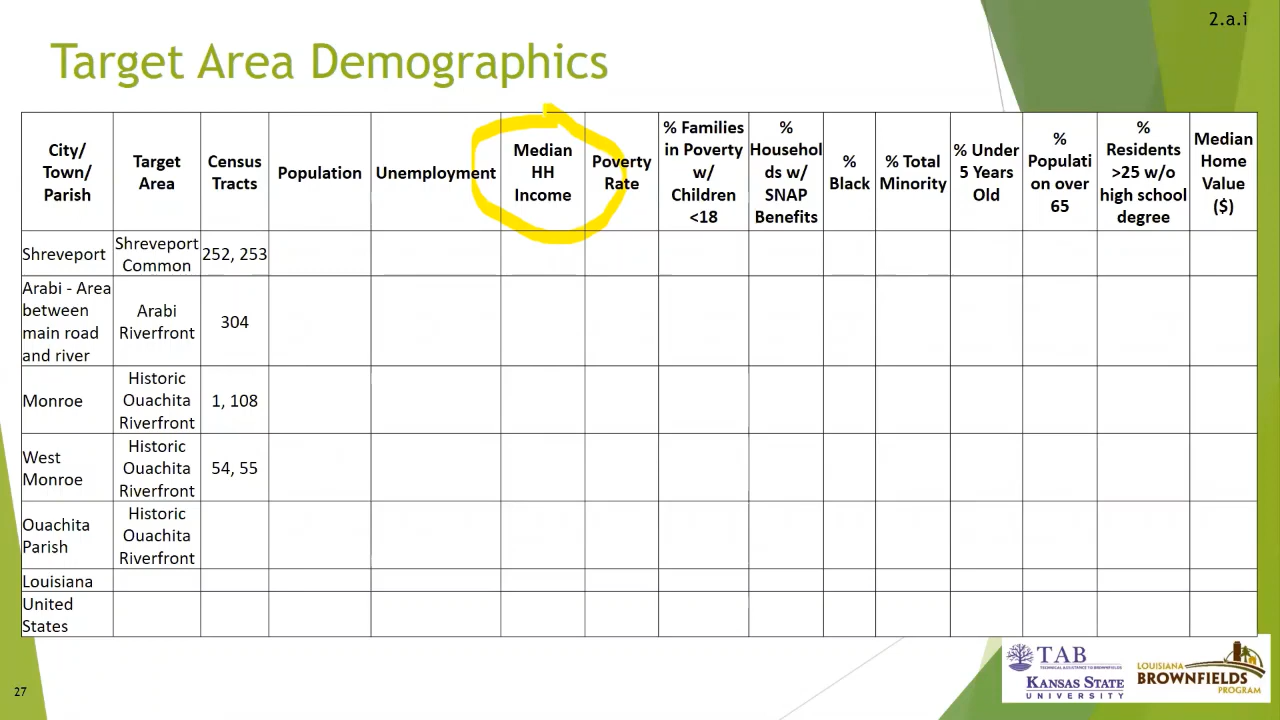 2.a.i
Target Area Demographics
City/
Town/
Parish
Target
Area
Census
Tracts
Population
Unemployment
Median
HH
Income
Poverty
Rate
% Families
in Poverty
w/
Children
<18
%
Househol
ds w/
SNAP
Benefits
%
Black
% Total
Minority
% Under
5 Years
Old
%
Populati
on over
65
%
Residents
>25 w/o
high school
degree
Median
Home
Value
($)
Shreveport
Shreveport
Common
252, 253
Arabi - Area
between
main road
and river
Arabi
Riverfront
304
Monroe
Historic
Ouachita
Riverfront
1, 108
West
Monroe
Historic
Ouachita
Riverfront
54, 55
Ouachita
Parish
Historic
Ouachita
Riverfront
Louisiana
United
States
27
TAB
TECHNICAL ASSISTANCE TO BROWNFIELDS
KANSAS STATE
UNIVERSITY
LOUISIANA
BROWNFIELDS
PROGRAM